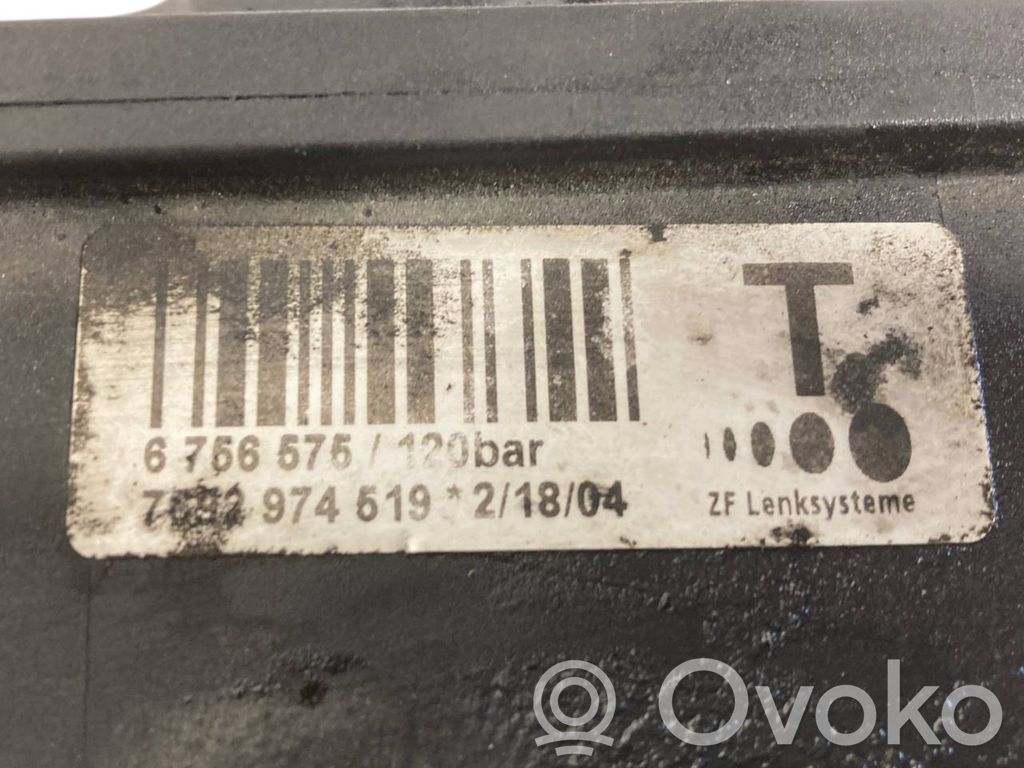 T
6 756 575 / 120bar
974 519 * 2/18/04
ZF Lenksysteme
Ovoko